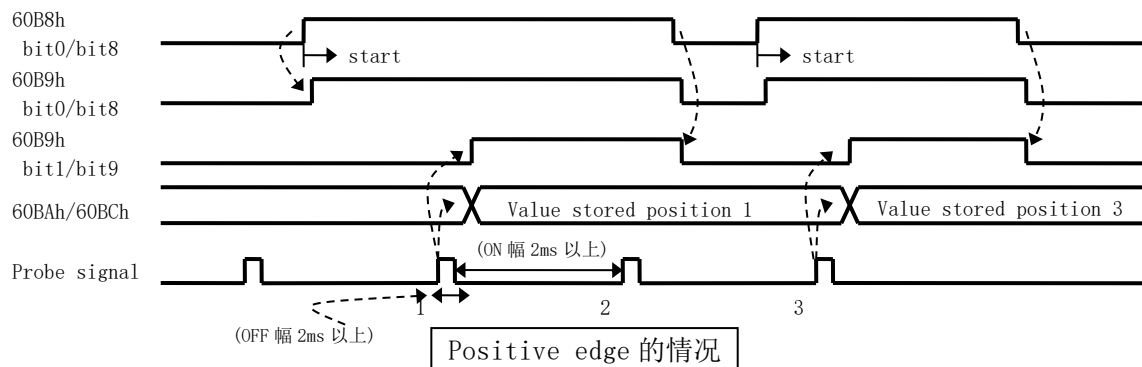 60B8h
bit0/bit8
start
start
60B9h
bit0/bit8
60B9h
bit1/bit9
60BAh/60BCh
Value stored position 1
Value stored position 3
(ON 幅 2ms 以上)
Probe signal
1
2
3
(OFF 幅 2ms 以上)
Positive edge 的情况